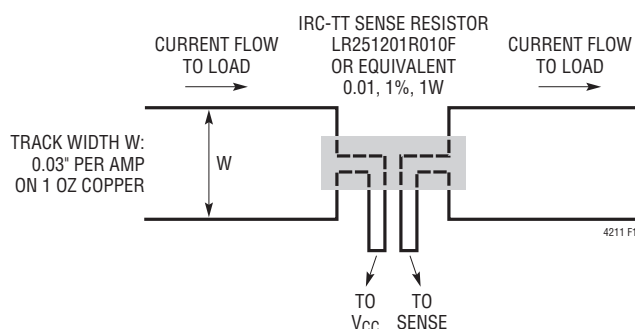 IRC-TT SENSE RESISTOR
LR251201R010F
OR EQUIVALENT
0.01, 1%, 1W
CURRENT FLOW
TO LOAD
CURRENT FLOW
TO LOAD
TRACK WIDTH W:
0.03" PER AMP
ON 1 OZ COPPER
W
4211 F1
TO
VCC
TO
SENSE